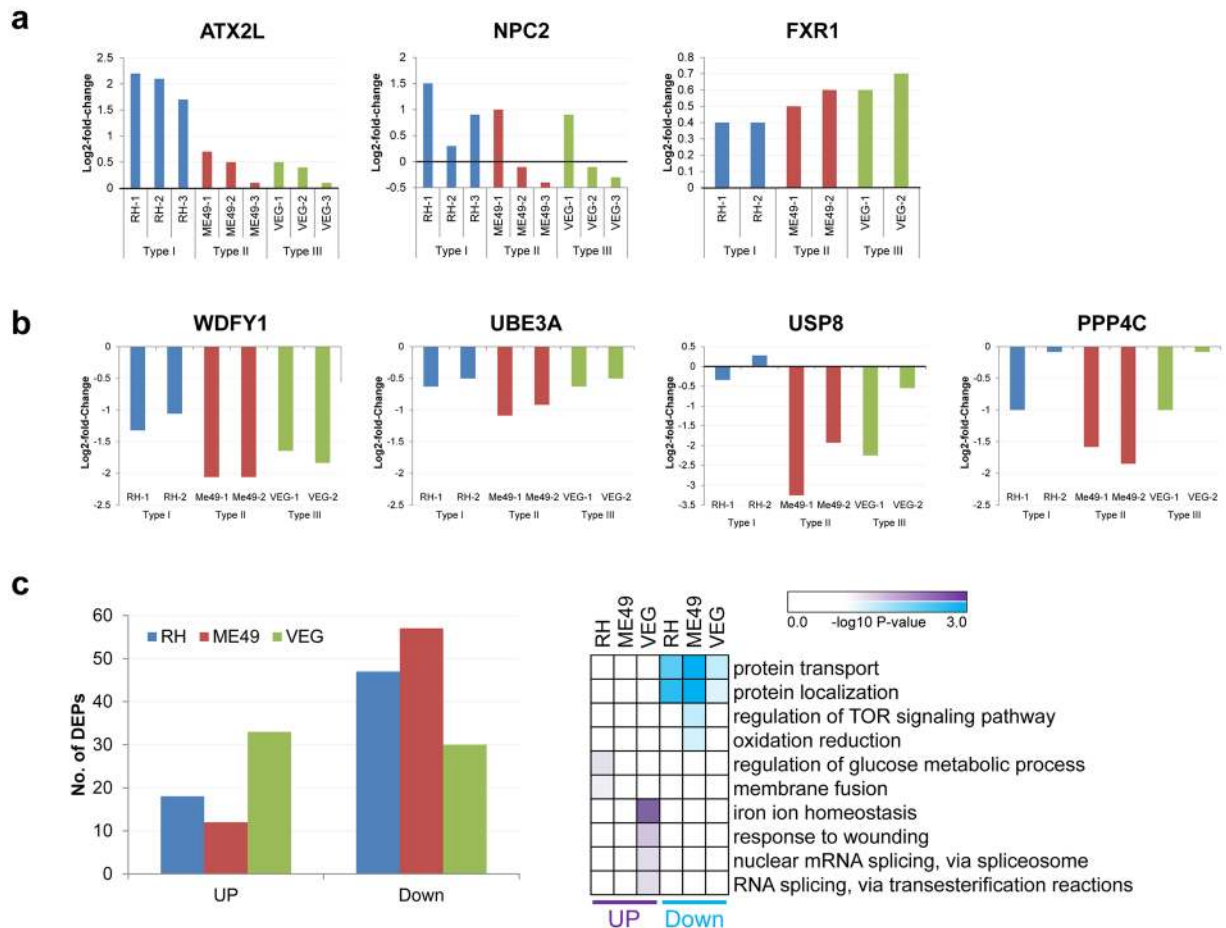 a
ATX2L
NPC2
FXR1
Log2-fold-change
2.5
2
1.5
1
0.5
0
RH-1
RH-2
RH-3
ME49-1
ME49-2
ME49-3
VEG-1
VEG-2
VEG-3
Type I
Type II
Type III
Log2-fold-change
2
1.5
1
0.5
0
-0.5
RH-1
RH-2
RH-3
ME49-1
ME49-2
ME49-3
VEG-1
VEG-2
VEG-3
Type I
Type II
Type III
Log2-fold-change
0.8
0.7
0.6
0.5
0.4
0.3
0.2
0.1
0
RH-1
RH-2
ME49-1
ME49-2
VEG-1
VEG-2
Type I
Type II
Type III
b
WDFY1
UBE3A
USP8
PPP4C
Log2-fold-Change
0
-0.5
-1
-1.5
-2
-2.5
RH-1 RH-2 Me49-1 Me49-2 VEG-1 VEG-2
Type I Type II Type III
Log2-fold-Change
0
-0.5
-1
-1.5
-2
-2.5
RH-1 RH-2 Me49-1 Me49-2 VEG-1 VEG-2
Type I Type II Type III
Log2-fold-Change
0.5
0
-0.5
-1
-1.5
-2
-2.5
-3
-3.5
RH-1 RH-2 Me49-1 Me49-2 VEG-1 VEG-2
Type I Type II Type III
Log2-fold-Change
0
-0.5
-1
-1.5
-2
-2.5
RH-1 RH-2 Me49-1 Me49-2 VEG-1 VEG-2
Type I Type II Type III
c
No. of DEPs
60
50
40
30
20
10
0
RH ME49 VEG
UP Down
RH
ME49
VEG
RH
ME49
VEG
0.0 -log10 P-value 3.0
protein transport
protein localization
regulation of TOR signaling pathway
oxidation reduction
regulation of glucose metabolic process
membrane fusion
iron ion homeostasis
response to wounding
nuclear mRNA splicing, via spliceosome
RNA splicing, via transesterification reactions
UP Down